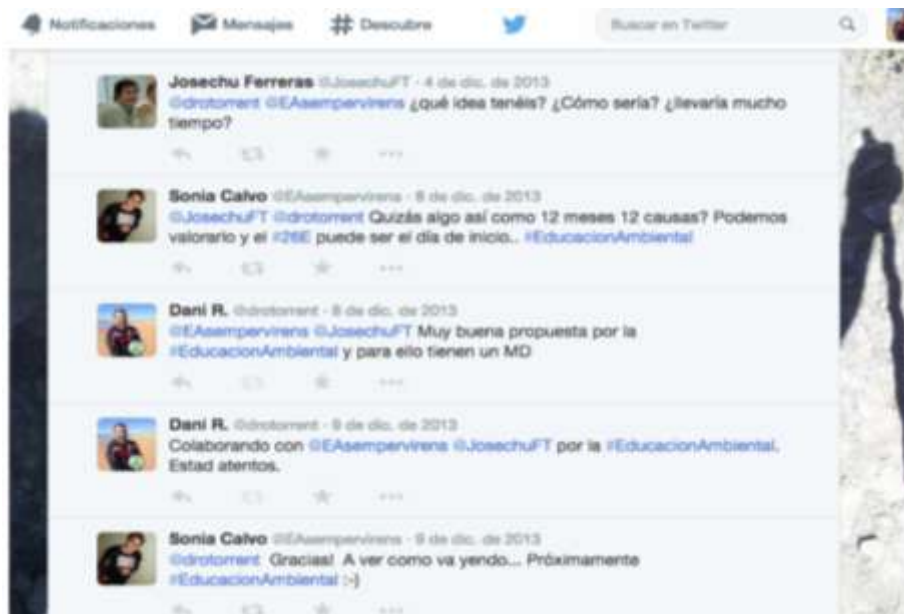 Notificaciones Mensajes # Descubre Buscar en Twitter
Josechu Ferreras @JosechuFT · 4 de dic. de 2013
@drotorrent @EAsempervirens ¿qué idea tenéis? ¿Cómo sería? ¿llevaría mucho
tiempo?
Sonia Calvo @EAsempervirens · 8 de dic. de 2013
@JosechuFT @drotorrent Quizás algo así como 12 meses 12 causas? Podemos
valorarlo y el #26E puede ser el día de inicio.. #EducacionAmbiental
Dani R. @drotorrent · 8 de dic. de 2013
@EAsempervirens @JosechuFT Muy buena propuesta por la
#EducacionAmbiental y para ello tienen un MD
Dani R. @drotorrent · 9 de dic. de 2013
Colaborando con @EAsempervirens @JosechuFT por la #EducacionAmbiental.
Estad atentos.
Sonia Calvo @EAsempervirens · 9 de dic. de 2013
@drotorrent Gracias! A ver como va yendo... Próximamente
#EducacionAmbiental :-)